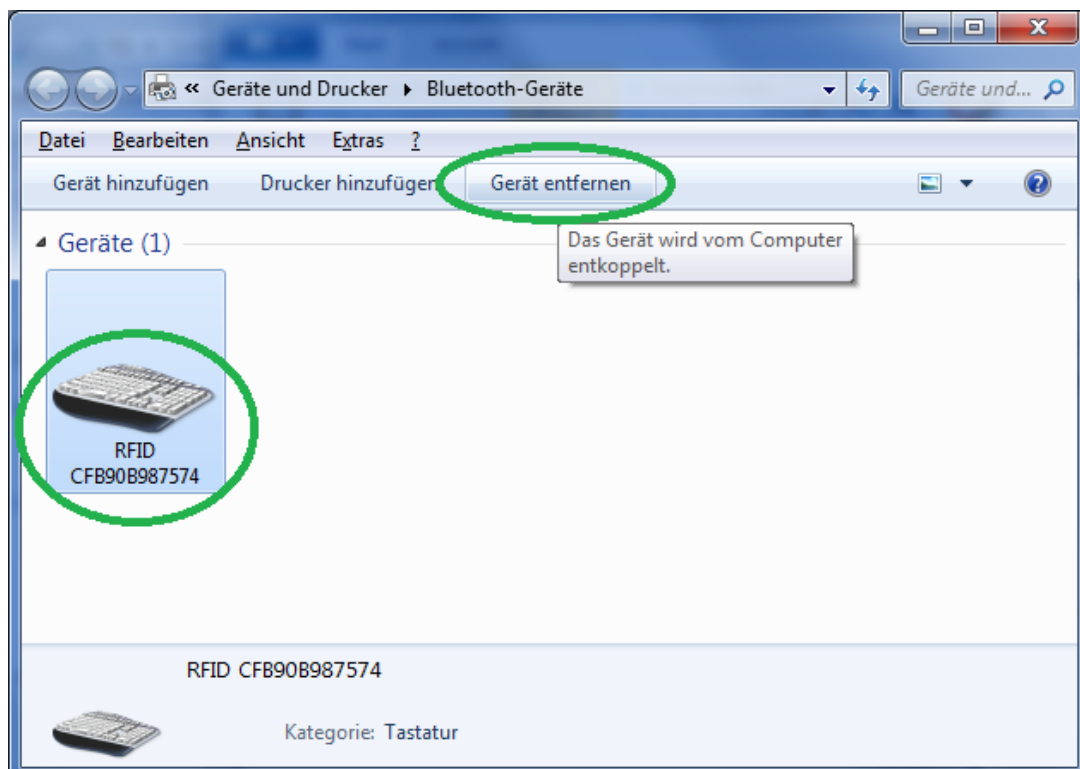 « Geräte und Drucker ▸ Bluetooth-Geräte
Geräte und...
Datei Bearbeiten Ansicht Extras ?
Gerät hinzufügen Drucker hinzufügen Gerät entfernen
Das Gerät wird vom Computer
entkoppelt.
Geräte (1)
RFID
CFB90B987574
RFID CFB90B987574
Kategorie: Tastatur